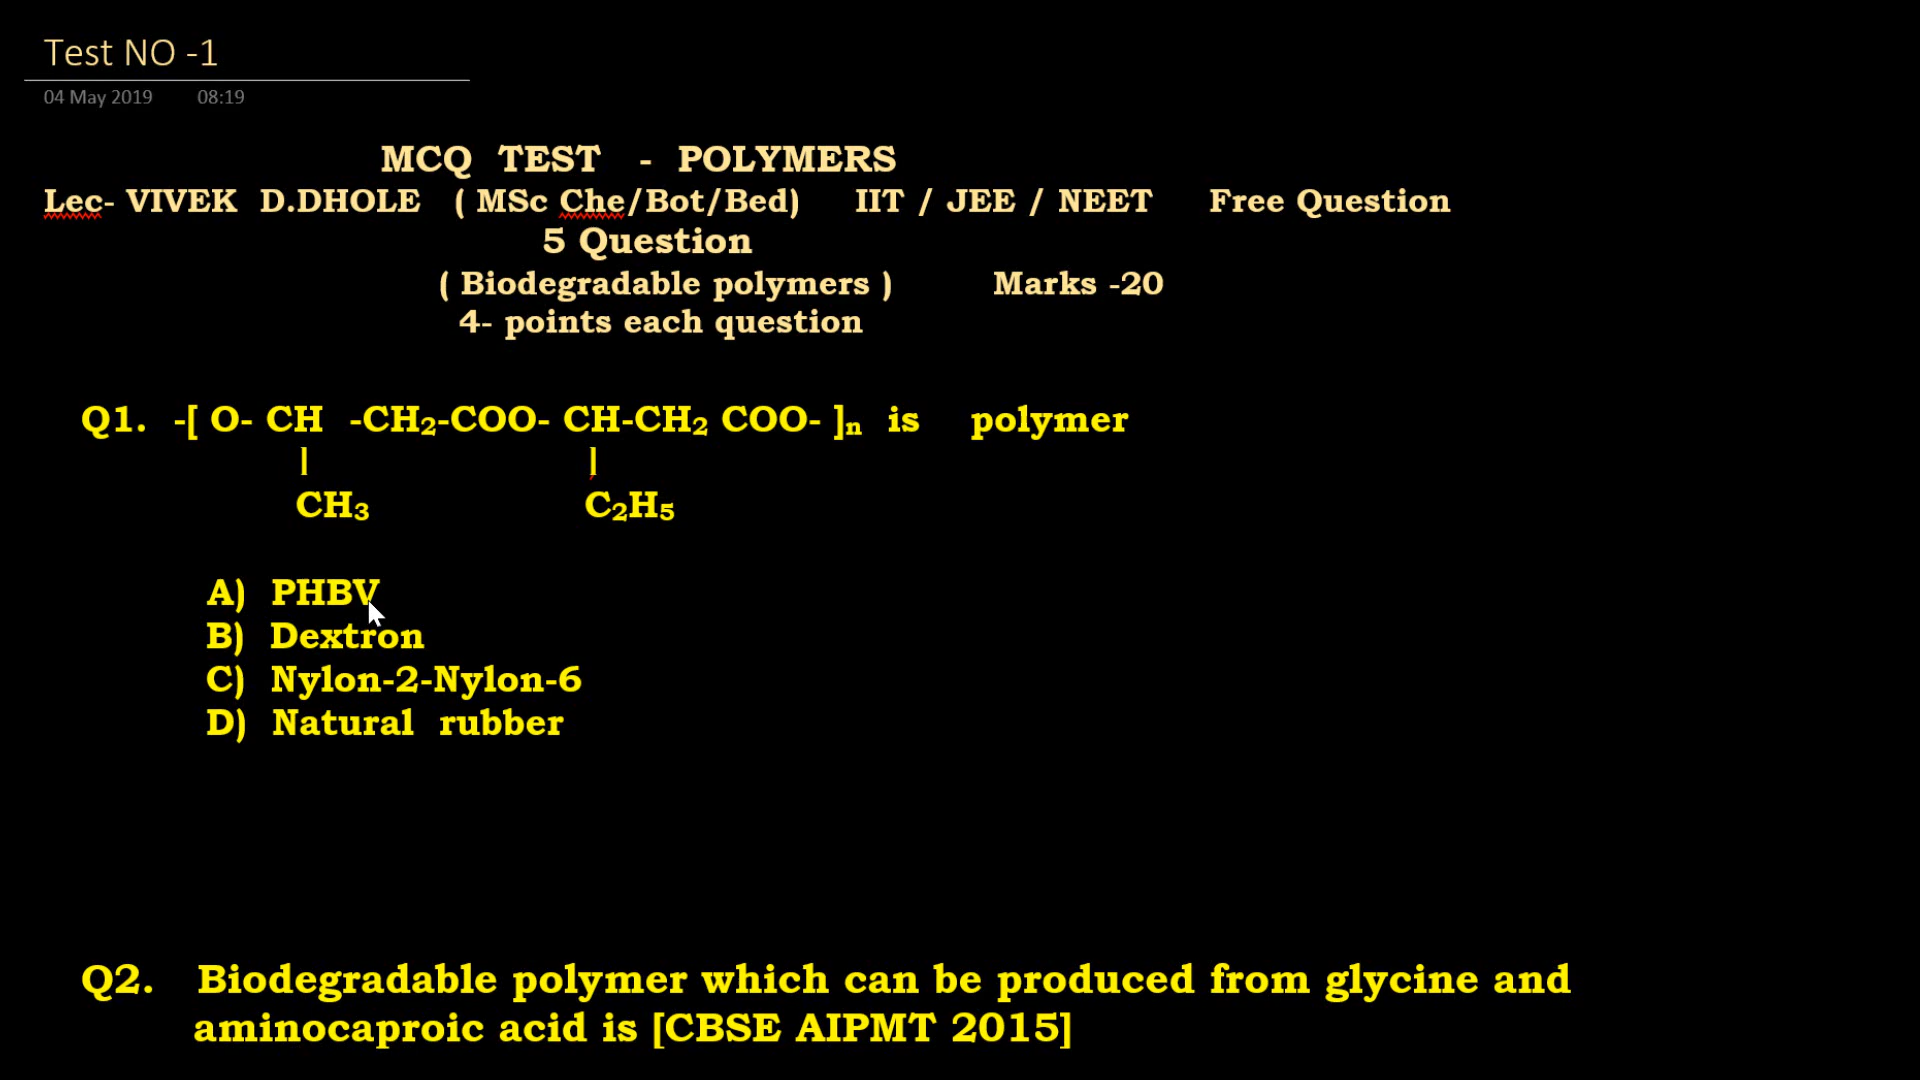 Test NO -1
04 May 2019 08:19
MCQ TEST - POLYMERS
Lec- VIVEK D.DHOLE ( MSc Che/Bot/Bed) IIT / JEE / NEET Free Question
5 Question
( Biodegradable polymers ) Marks -20
4- points each question
Q1. -[ O- CH -CH₂-COO- CH-CH₂ COO- ]ₙ is polymer
| |
CH₃ C₂H₅
A) PHBV
B) Dextron
C) Nylon-2-Nylon-6
D) Natural rubber
Q2. Biodegradable polymer which can be produced from glycine and
aminocaproic acid is [CBSE AIPMT 2015]